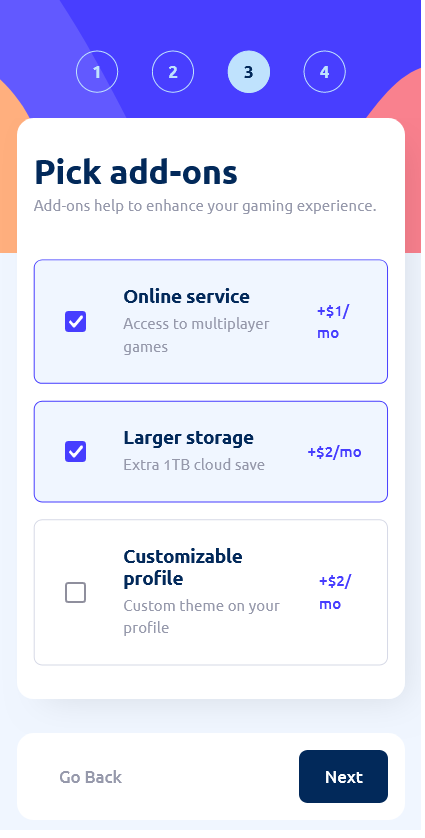 1 2 3 4
Pick add-ons
Add-ons help to enhance your gaming experience.
Online service
Access to multiplayer
games
+$1/
mo
Larger storage
Extra 1TB cloud save
+$2/mo
Customizable
profile
Custom theme on your
profile
+$2/
mo
Go Back
Next